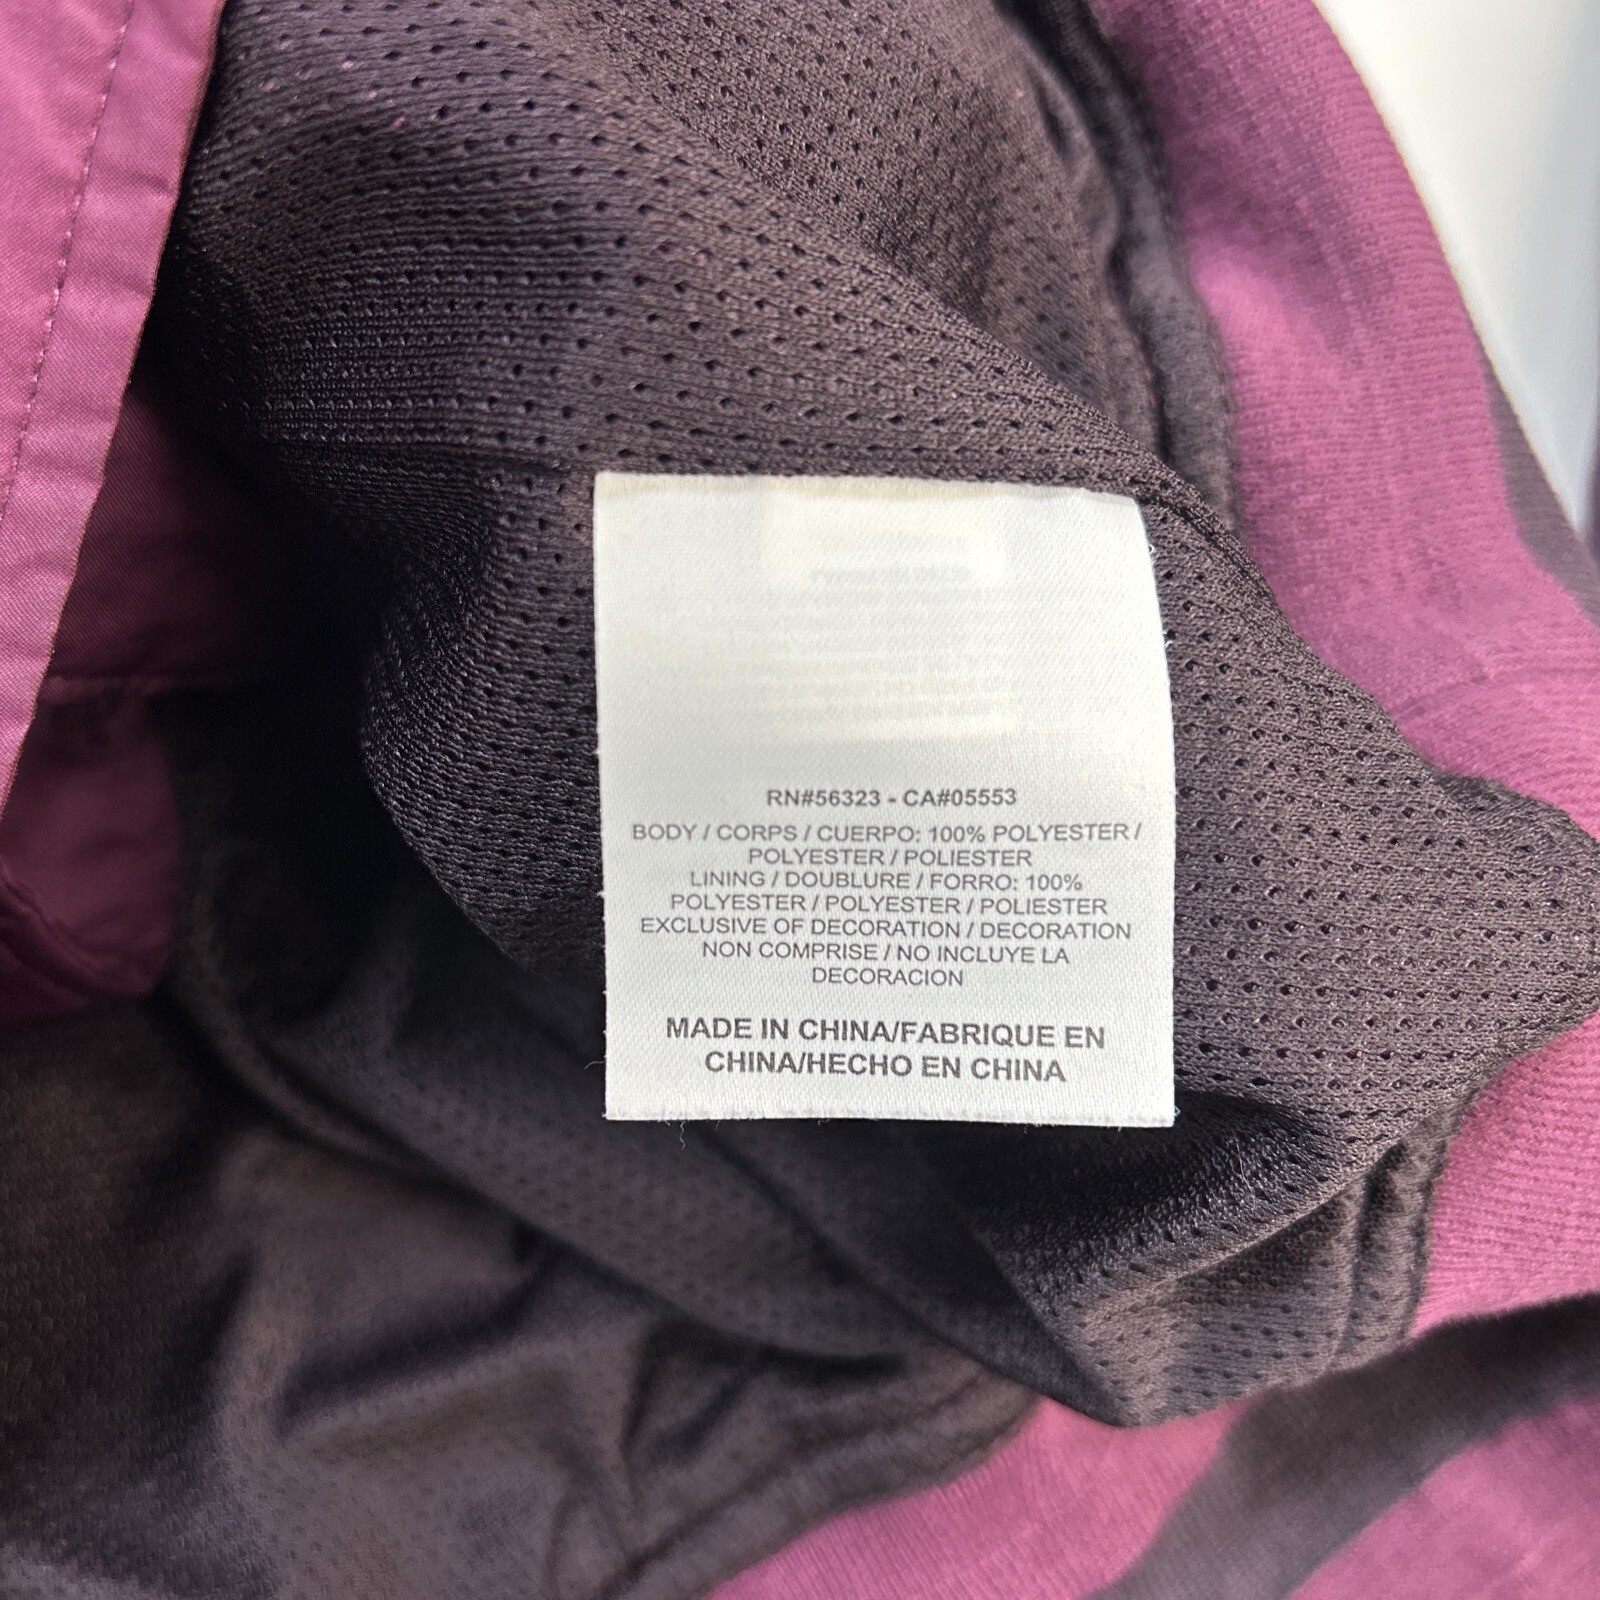 RN#56323 - CA#05553
BODY / CORPS / CUERPO: 100% POLYESTER /
POLYESTER / POLIESTER
LINING / DOUBLURE / FORRO: 100%
POLYESTER / POLYESTER / POLIESTER
EXCLUSIVE OF DECORATION / DECORATION
NON COMPRISE / NO INCLUYE LA
DECORACION
MADE IN CHINA/FABRIQUE EN
CHINA/HECHO EN CHINA